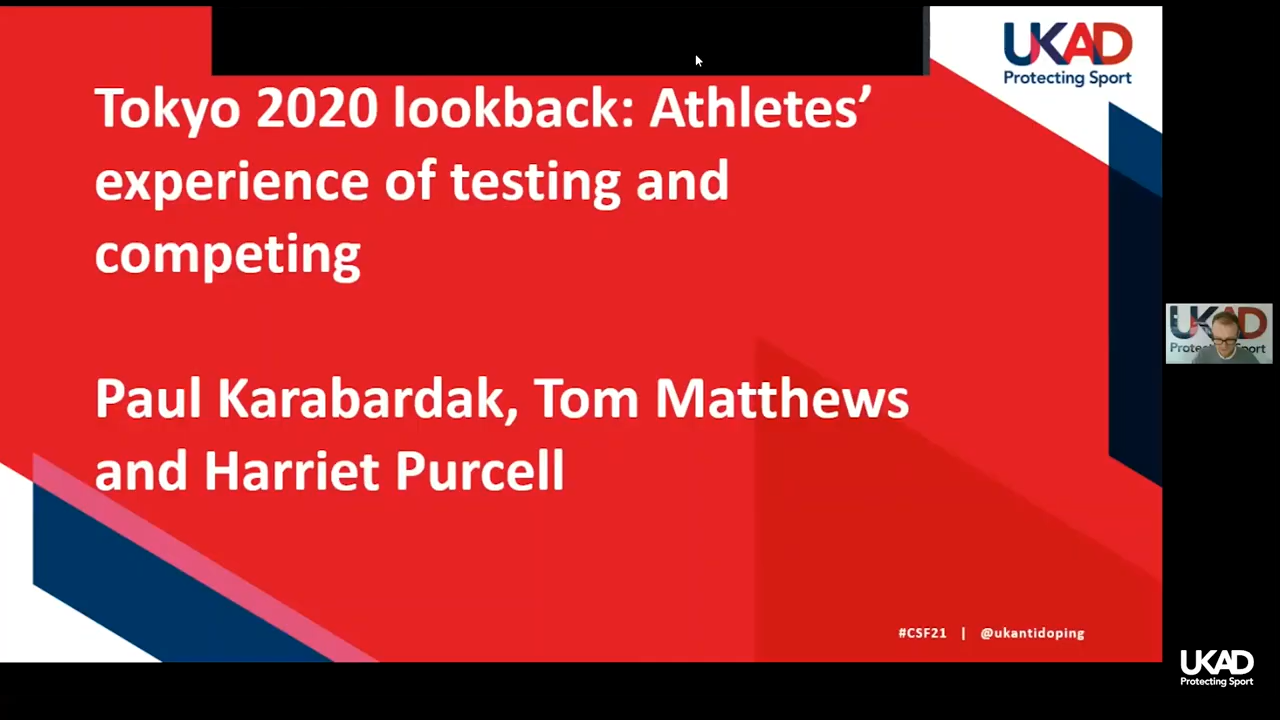 UKAD
Protecting Sport
Tokyo 2020 lookback: Athletes’
experience of testing and
competing
Paul Karabardak, Tom Matthews
and Harriet Purcell
#CSF21 | @ukantidoping
UKAD
Protecting Sport